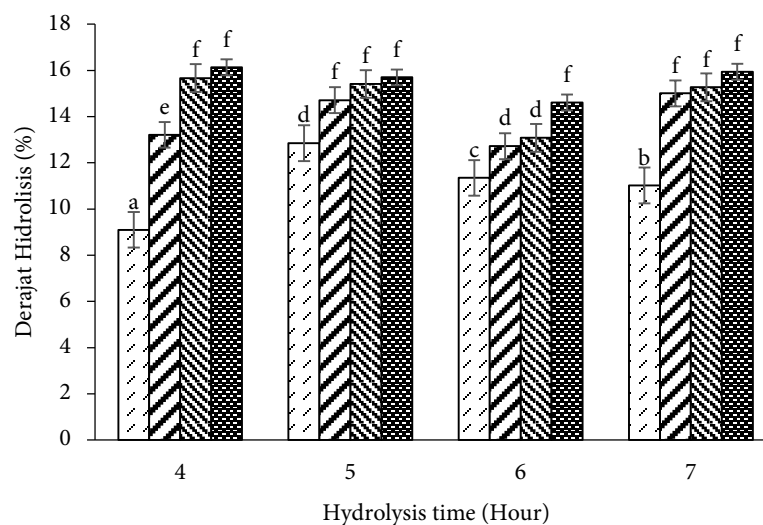 Derajat Hidrolisis (%)
18
16
14
12
10
8
6
4
2
0
a
e
f
f
d
f
f
f
c
d
d
f
b
f
f
f
4
5
6
7
Hydrolysis time (Hour)